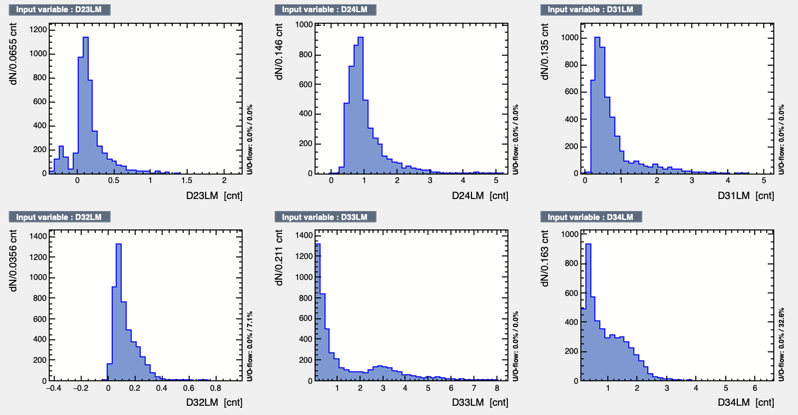 Input variable : D23LM
dN/0.0655 cnt
1200
1000
800
600
400
200
0
0 0.5 1 1.5 2
D23LM [cnt]
U/O-flow: 0.0% / 0.0%
Input variable : D24LM
dN/0.146 cnt
1000
800
600
400
200
0
0 1 2 3 4 5
D24LM [cnt]
U/O-flow: 0.0% / 0.0%
Input variable : D31LM
dN/0.135 cnt
1000
800
600
400
200
0
0 1 2 3 4 5
D31LM [cnt]
U/O-flow: 0.0% / 0.0%
Input variable : D32LM
dN/0.0356 cnt
1400
1200
1000
800
600
400
200
0
−0.4 −0.2 0 0.2 0.4 0.6 0.8
D32LM [cnt]
U/O-flow: 0.0% / 7.1%
Input variable : D33LM
dN/0.211 cnt
1400
1200
1000
800
600
400
200
0
1 2 3 4 5 6 7 8
D33LM [cnt]
U/O-flow: 0.0% / 0.0%
Input variable : D34LM
dN/0.163 cnt
1000
800
600
400
200
0
1 2 3 4 5 6
D34LM [cnt]
U/O-flow: 0.0% / 32.6%